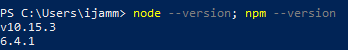 PS C:\Users\ijamm> node --version; npm --version
v10.15.3
6.4.1